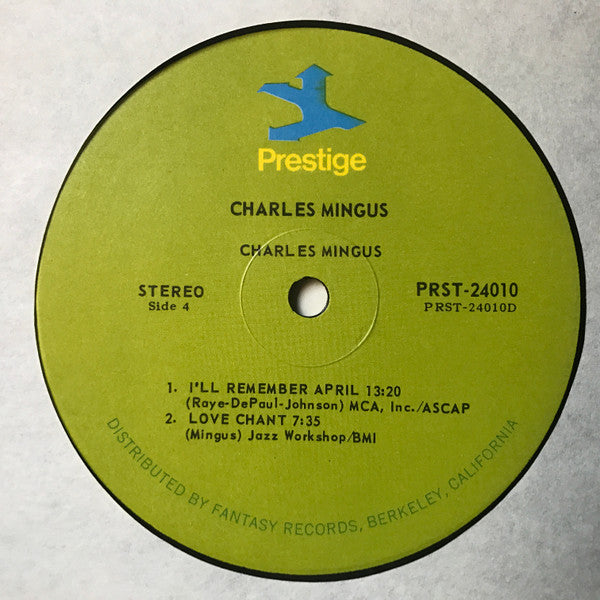 Prestige
CHARLES MINGUS
CHARLES MINGUS
STEREO
Side 4
PRST-24010
PRST-24010D
1. I'LL REMEMBER APRIL 13:20
(Raye-DePaul-Johnson) MCA, Inc./ASCAP
2. LOVE CHANT 7:35
(Mingus) Jazz Workshop/BMI
DISTRIBUTED BY FANTASY RECORDS, BERKELEY, CALIFORNIA